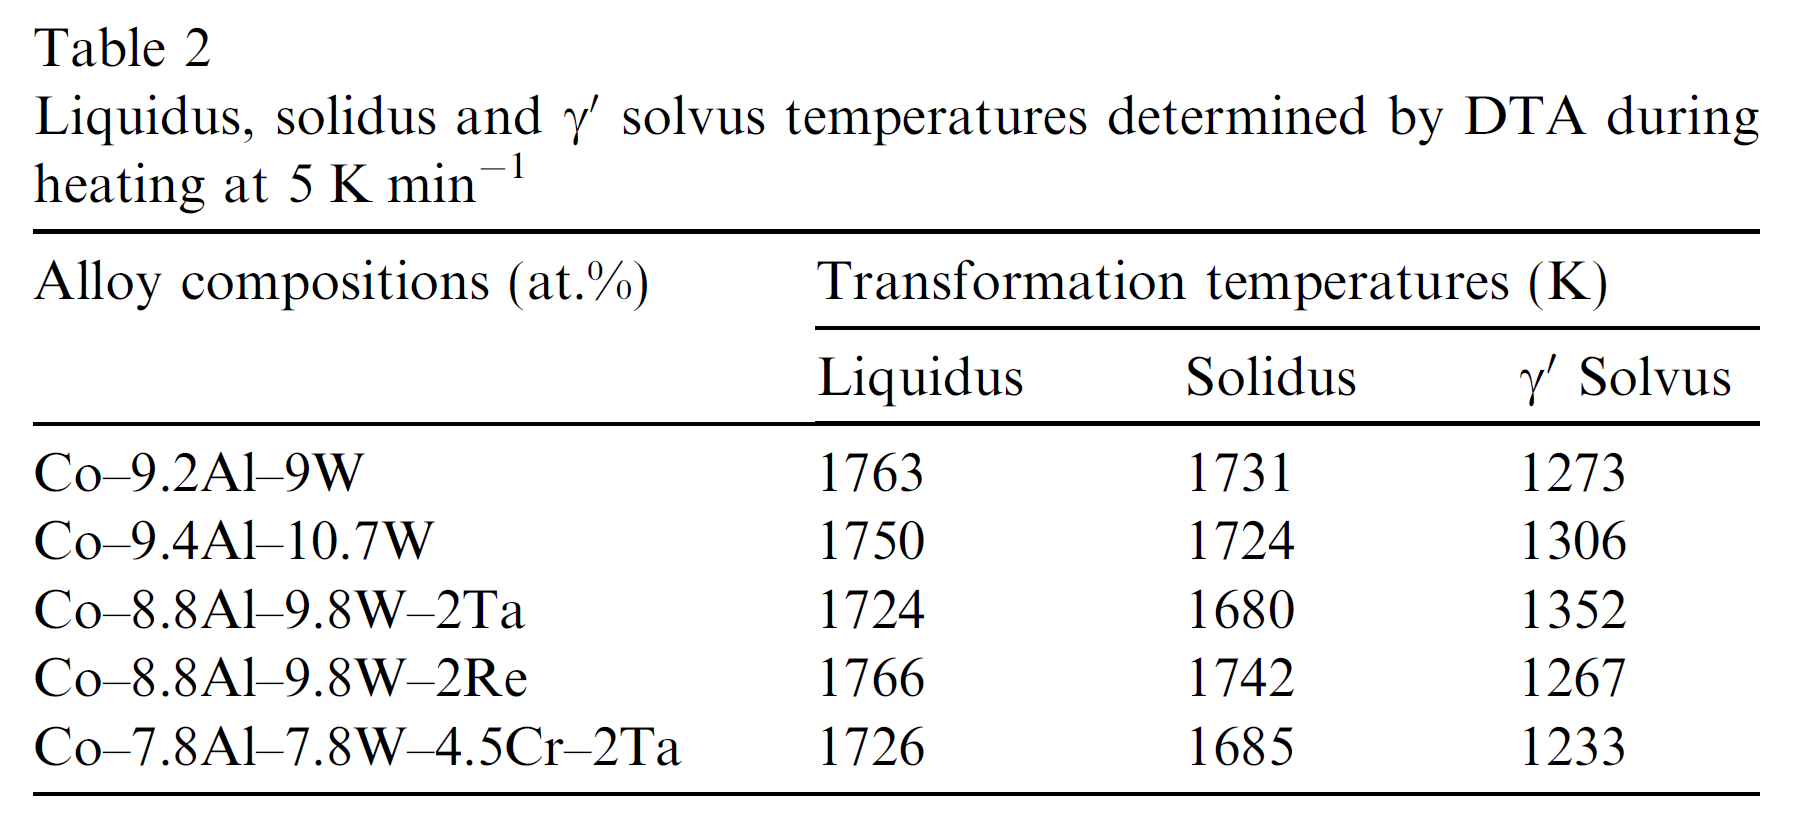 Table 2
Liquidus, solidus and γ′ solvus temperatures determined by DTA during
heating at 5 K min⁻¹
Alloy compositions (at.%) Transformation temperatures (K)
Liquidus Solidus γ′ Solvus
Co–9.2Al–9W 1763 1731 1273
Co–9.4Al–10.7W 1750 1724 1306
Co–8.8Al–9.8W–2Ta 1724 1680 1352
Co–8.8Al–9.8W–2Re 1766 1742 1267
Co–7.8Al–7.8W–4.5Cr–2Ta 1726 1685 1233